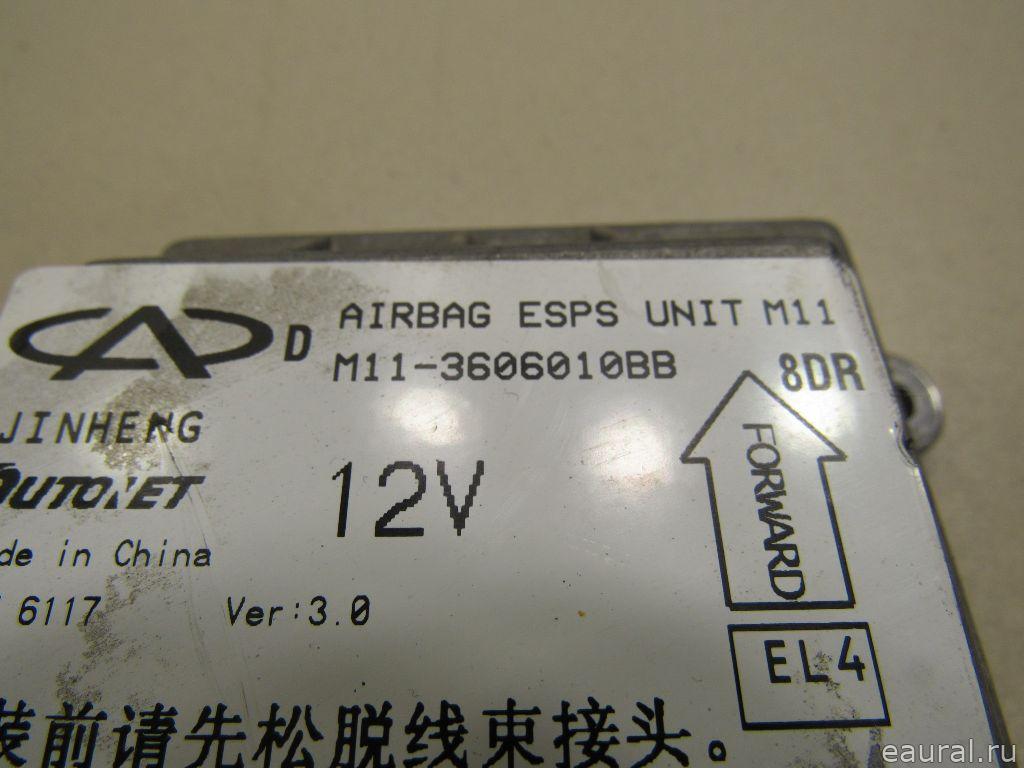 D AIRBAG ESPS UNIT M11
M11-3606010BB 8DR
JINHENG
AUTONET
12V
FORWARD
de in China
6117 Ver:3.0
EL4
装前请先松脱线束接头。
eaural.ru